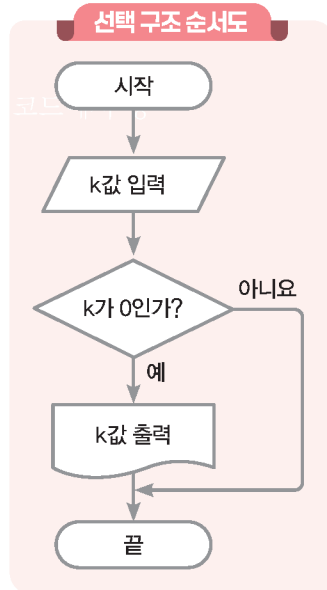 선택 구조 순서도
시작
k값 입력
k가 0인가?
아니요
예
k값 출력
끝